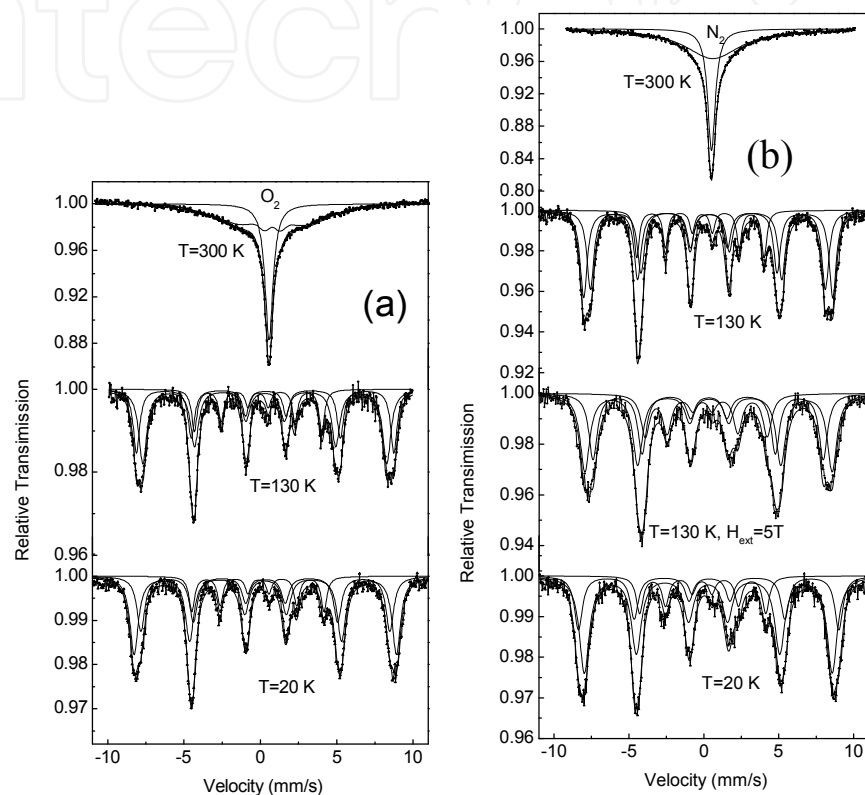 ntecr
O2
T=300 K
(a)
1.00
0.96
0.92
0.88
T=130 K
1.00
0.98
0.96
T=20 K
1.00
0.99
0.98
0.97
-10 -5 0 5 10
Velocity (mm/s)
Relative Transimission
N2
T=300 K
(b)
1.00
0.96
0.92
0.88
0.84
0.80
T=130 K
1.00
0.98
0.96
0.94
0.92
T=130 K, Hext=5T
1.00
0.98
0.96
0.94
T=20 K
1.00
0.99
0.98
0.97
0.96
-10 -5 0 5 10
Velocity (mm/s)
Relative Transmission